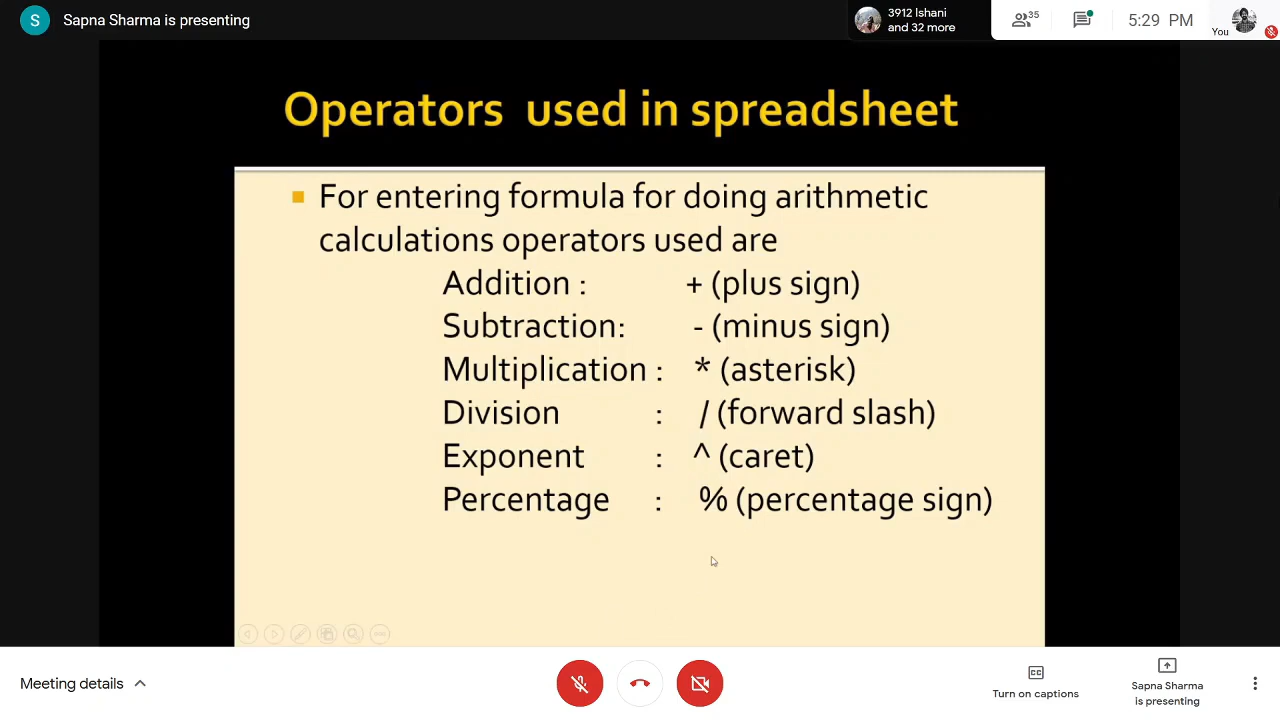 S Sapna Sharma is presenting
3912 Ishani
and 32 more
35
5:29 PM
You
Operators used in spreadsheet
For entering formula for doing arithmetic
calculations operators used are
Addition : + (plus sign)
Subtraction: - (minus sign)
Multiplication : * (asterisk)
Division : / (forward slash)
Exponent : ^ (caret)
Percentage : % (percentage sign)
Meeting details
CC
Turn on captions
Sapna Sharma
is presenting